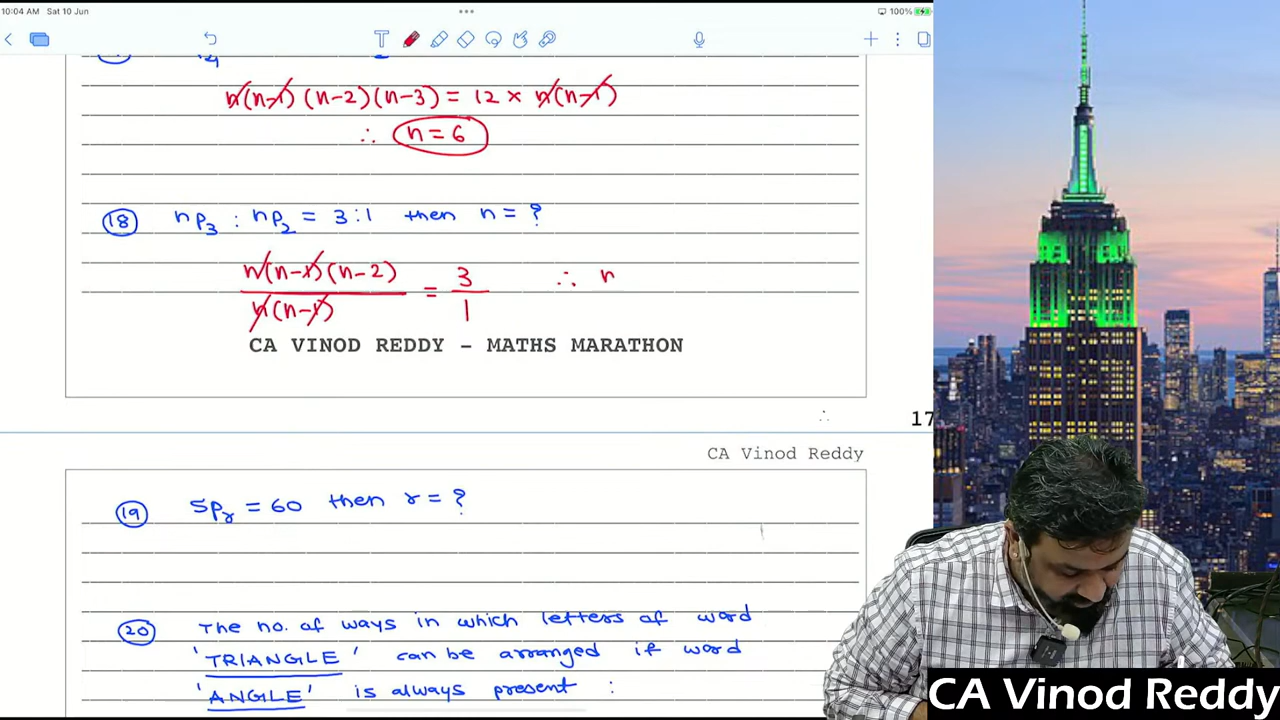 10:04 AM Sat 10 Jun
100%
n(n-1) (n-2)(n-3) = 12 × n(n-1)
∴ n = 6
18 nP3 : nP2 = 3:1 then n = ?
n(n-1)(n-2) / n(n-1) = 3/1 ∴ n
CA VINOD REDDY - MATHS MARATHON
17
CA Vinod Reddy
19 5Pr = 60 then r = ?
20 The no. of ways in which letters of word
'TRIANGLE' can be arranged if word
'ANGLE' is always present :
CA Vinod Reddy